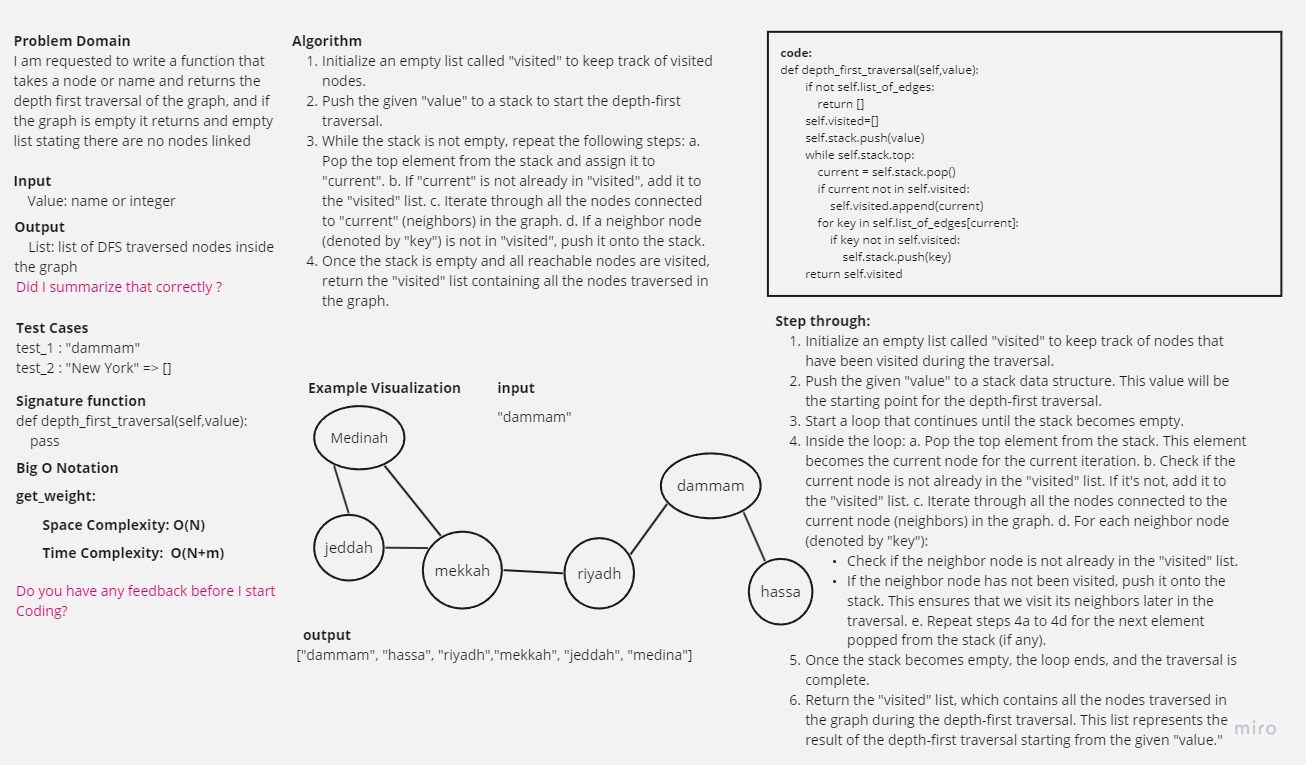 Problem Domain
I am requested to write a function that
takes a node or name and returns the
depth first traversal of the graph, and if
the graph is empty it returns and empty
list stating there are no nodes linked
Input
Value: name or integer
Output
List: list of DFS traversed nodes inside
the graph
Did I summarize that correctly ?
Test Cases
test_1 : "dammam"
test_2 : "New York" => []
Signature function
def depth_first_traversal(self,value):
pass
Big O Notation
get_weight:
Space Complexity: O(N)
Time Complexity:  O(N+m)
Do you have any feedback before I start
Coding?
Algorithm
1. Initialize an empty list called "visited" to keep track of visited
nodes.
2. Push the given "value" to a stack to start the depth-first
traversal.
3. While the stack is not empty, repeat the following steps: a.
Pop the top element from the stack and assign it to
"current". b. If "current" is not already in "visited", add it to
the "visited" list. c. Iterate through all the nodes connected
to "current" (neighbors) in the graph. d. If a neighbor node
(denoted by "key") is not in "visited", push it onto the stack.
4. Once the stack is empty and all reachable nodes are visited,
return the "visited" list containing all the nodes traversed in
the graph.
Example Visualization
input
"dammam"
Medinah
jeddah
mekkah
riyadh
dammam
hassa
output
["dammam", "hassa", "riyadh","mekkah", "jeddah", "medina"]
code:
def depth_first_traversal(self,value):
if not self.list_of_edges:
return []
self.visited=[]
self.stack.push(value)
while self.stack.top:
current = self.stack.pop()
if current not in self.visited:
self.visited.append(current)
for key in self.list_of_edges[current]:
if key not in self.visited:
self.stack.push(key)
return self.visited
Step through:
1. Initialize an empty list called "visited" to keep track of nodes that
have been visited during the traversal.
2. Push the given "value" to a stack data structure. This value will be
the starting point for the depth-first traversal.
3. Start a loop that continues until the stack becomes empty.
4. Inside the loop: a. Pop the top element from the stack. This element
becomes the current node for the current iteration. b. Check if the
current node is not already in the "visited" list. If it's not, add it to
the "visited" list. c. Iterate through all the nodes connected to the
current node (neighbors) in the graph. d. For each neighbor node
(denoted by "key"):
• Check if the neighbor node is not already in the "visited" list.
• If the neighbor node has not been visited, push it onto the
stack. This ensures that we visit its neighbors later in the
traversal. e. Repeat steps 4a to 4d for the next element
popped from the stack (if any).
5. Once the stack becomes empty, the loop ends, and the traversal is
complete.
6. Return the "visited" list, which contains all the nodes traversed in
the graph during the depth-first traversal. This list represents the
result of the depth-first traversal starting from the given "value."
miro